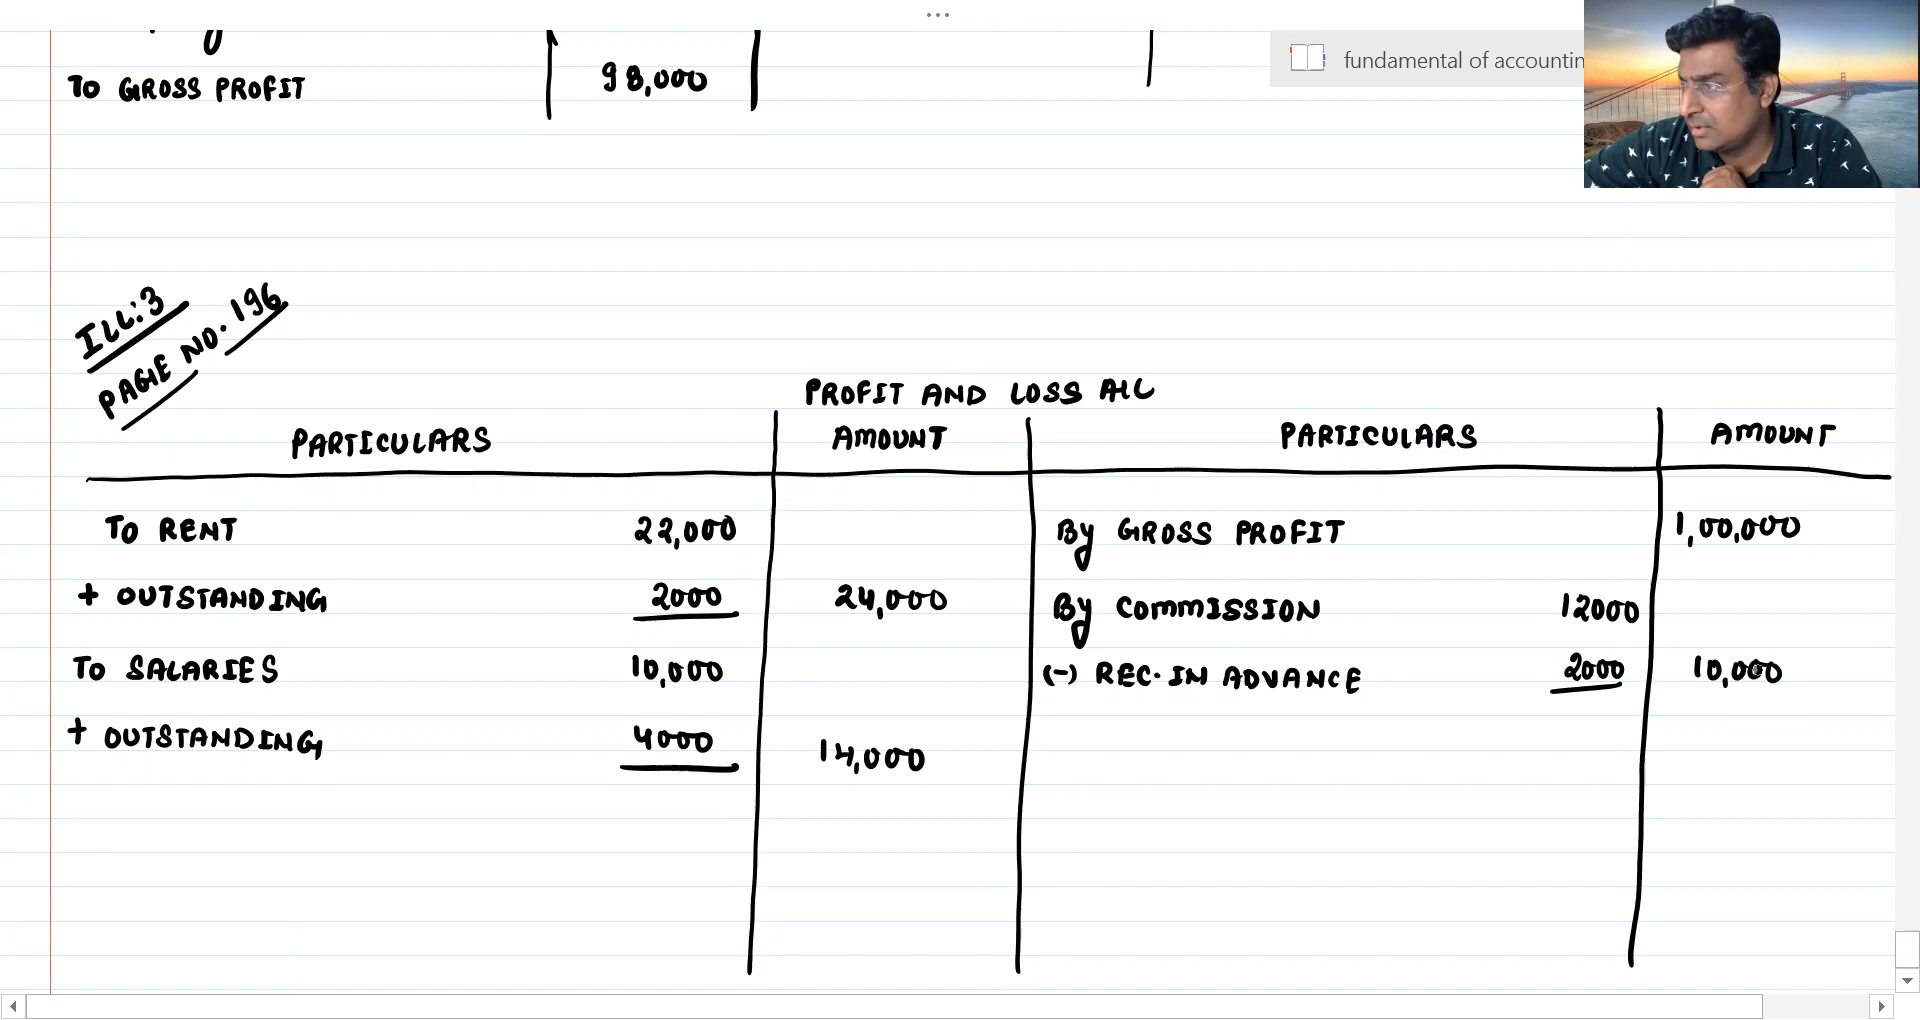 ...
fundamental of accountin
To GROSS PROFIT 98,000
ILL:3
PAGE NO. 196
PROFIT AND LOSS A/C
PARTICULARS AMOUNT PARTICULARS AMOUNT
To RENT 22,000 By GROSS PROFIT 1,00,000
+ OUTSTANDING 2000 24,000 By COMMISSION 12000
To SALARIES 10,000 (-) REC. IN ADVANCE 2000 10,000
+ OUTSTANDING 4000 14,000